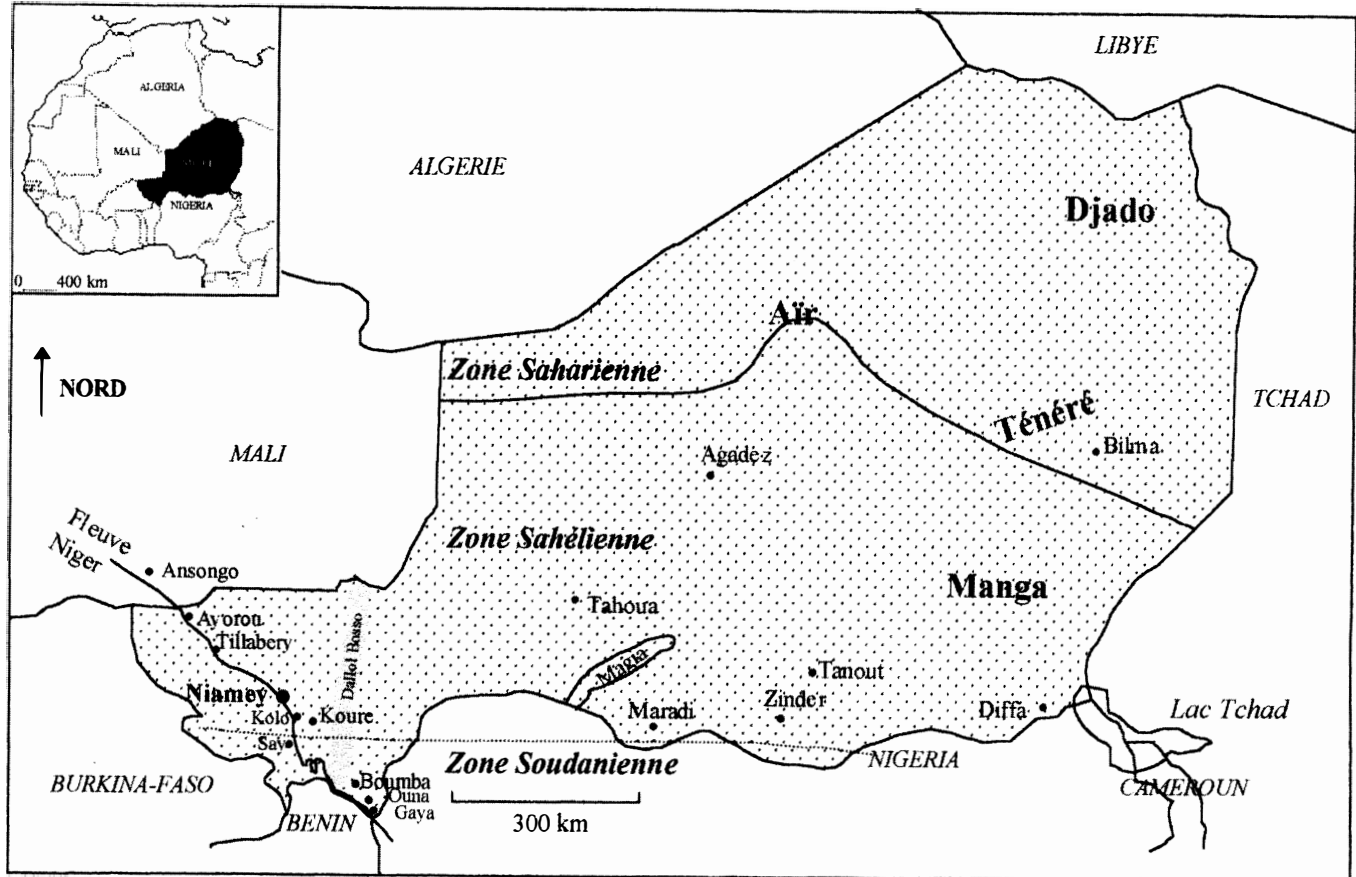 ALGERIA
MALI
NIGERIA
0 400 km
NORD
LIBYE
ALGERIE
Djado
Aïr
Zone Saharienne
TCHAD
Ténéré
Bilma
MALI
Agadez
Fleuve
Niger
Zone Sahélienne
Ansongo
Manga
Tahoua
Ayorou
Tillabery
Dallol Bosso
Magia
Tanout
Niamey
Kolo
Koure
Maradi
Zinder
Diffa
Lac Tchad
Say
Zone Soudanienne
NIGERIA
BURKINA-FASO
Boumba
Ouna
Gaya
CAMEROUN
BENIN
300 km